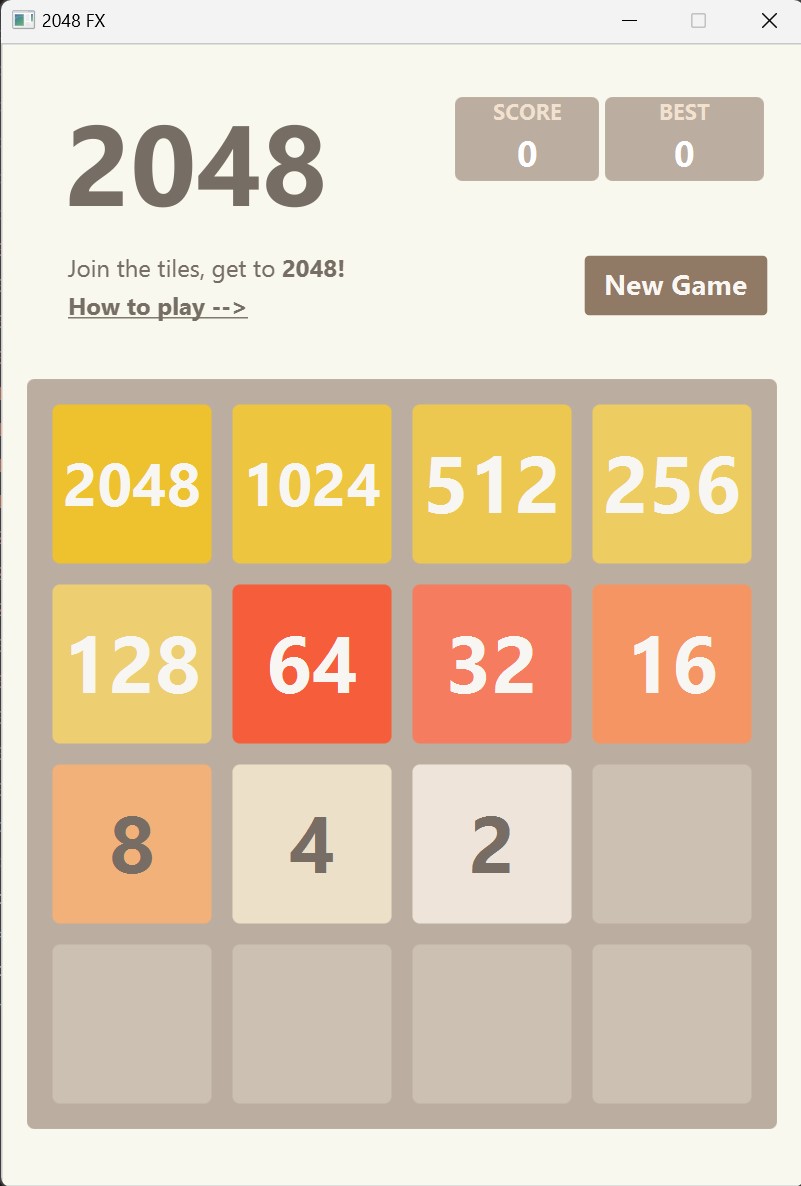 2048 FX
2048
SCORE
0
BEST
0
Join the tiles, get to 2048!
How to play -->
New Game
2048 1024 512 256
128 64 32 16
8 4 2